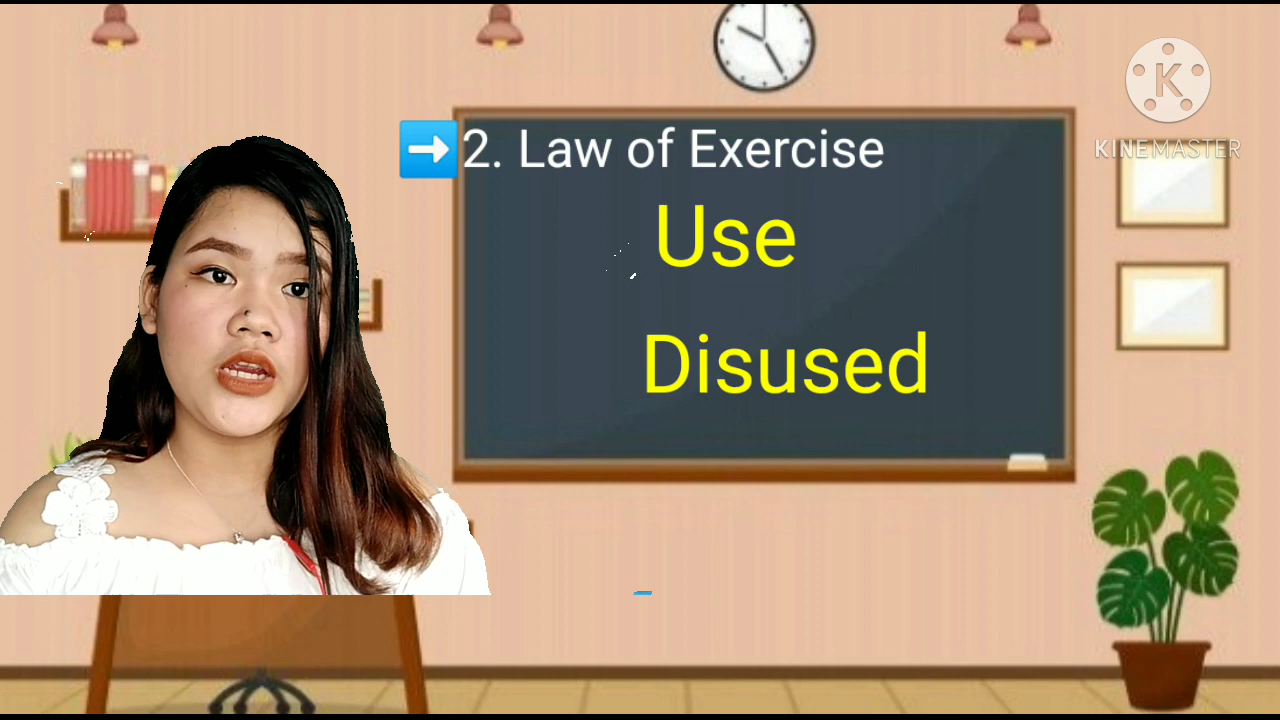 ➡️2. Law of Exercise
Use
Disused
K
KINEMASTER